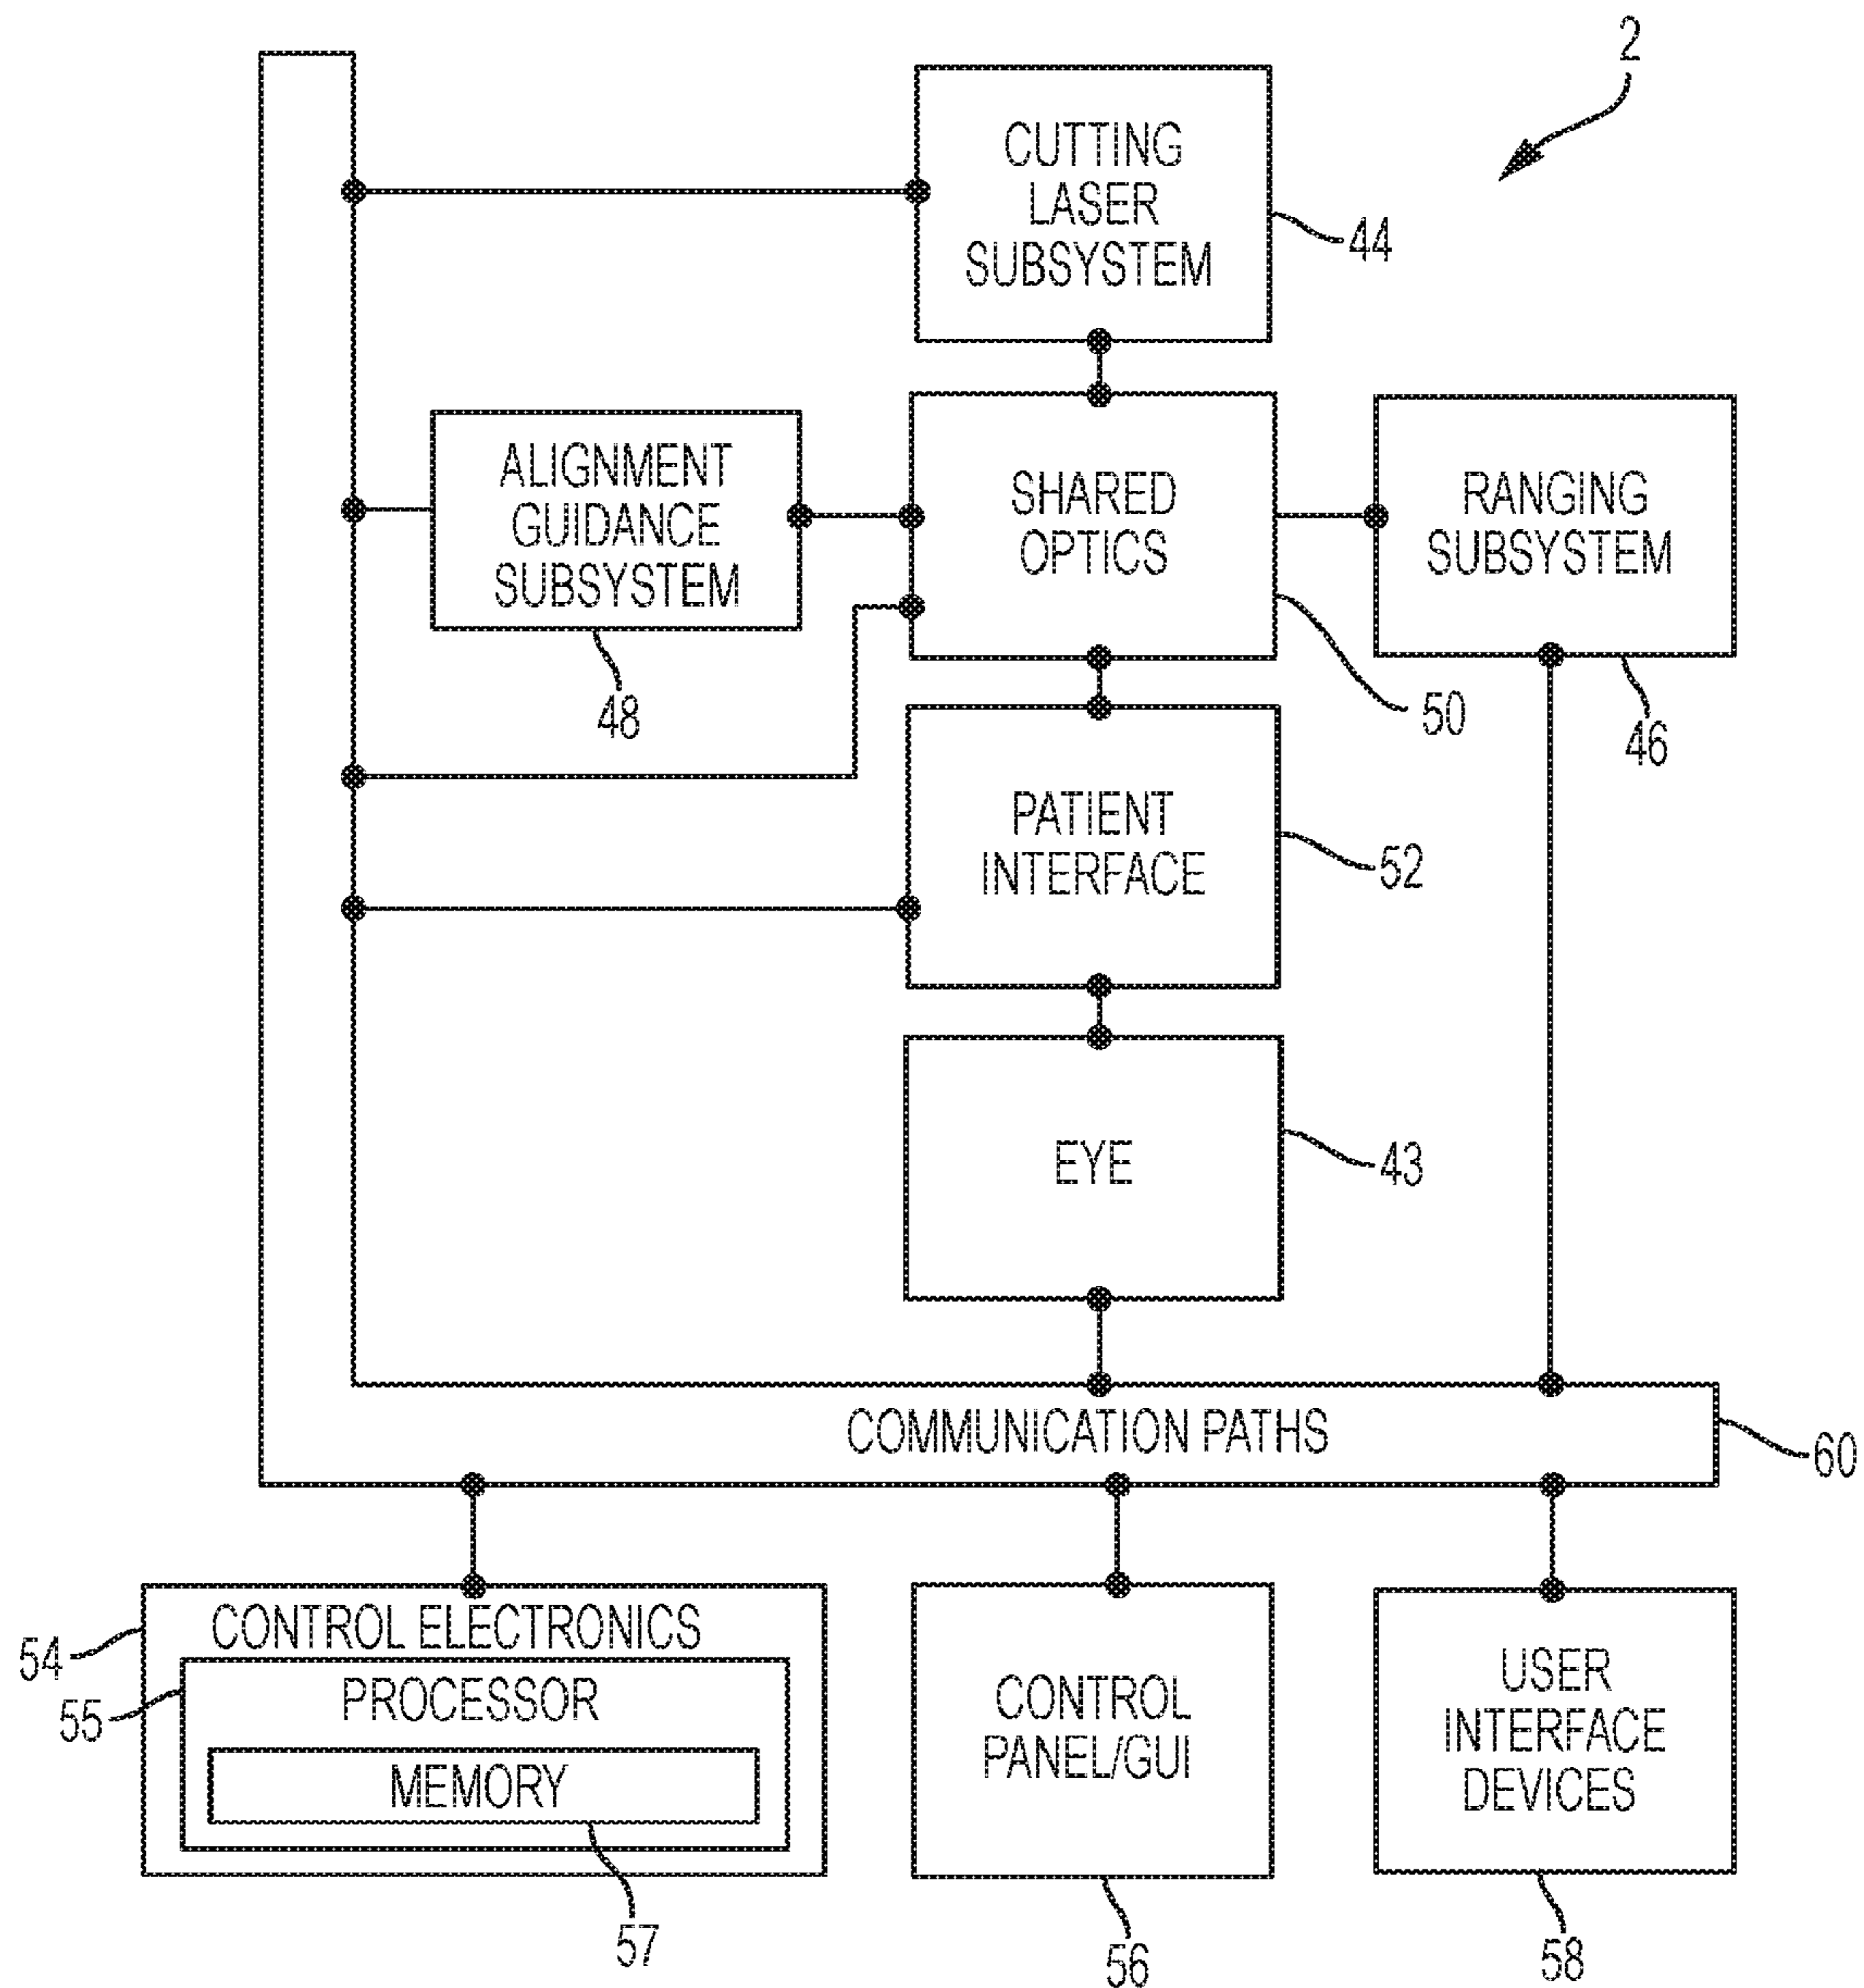 2
CUTTING
LASER
SUBSYSTEM
44
ALIGNMENT
GUIDANCE
SUBSYSTEM
48
SHARED
OPTICS
50
RANGING
SUBSYSTEM
46
PATIENT
INTERFACE
52
EYE
43
COMMUNICATION PATHS
60
CONTROL ELECTRONICS
54
PROCESSOR
55
MEMORY
57
CONTROL
PANEL/GUI
56
USER
INTERFACE
DEVICES
58